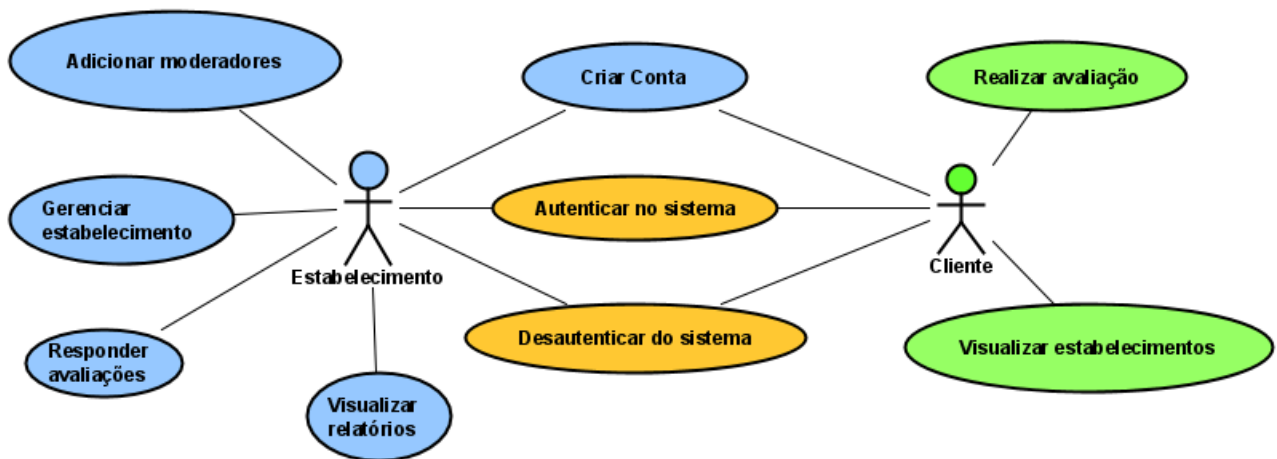 Adicionar moderadores
Criar Conta
Realizar avaliação
Gerenciar
estabelecimento
Autenticar no sistema
Estabelecimento
Cliente
Responder
avaliações
Desautenticar do sistema
Visualizar estabelecimentos
Visualizar
relatórios